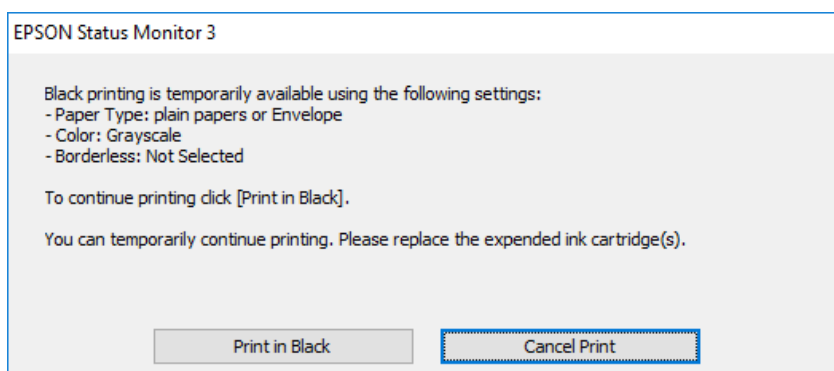 EPSON Status Monitor 3
Black printing is temporarily available using the following settings:
- Paper Type: plain papers or Envelope
- Color: Grayscale
- Borderless: Not Selected
To continue printing click [Print in Black].
You can temporarily continue printing. Please replace the expended ink cartridge(s).
Print in Black
Cancel Print